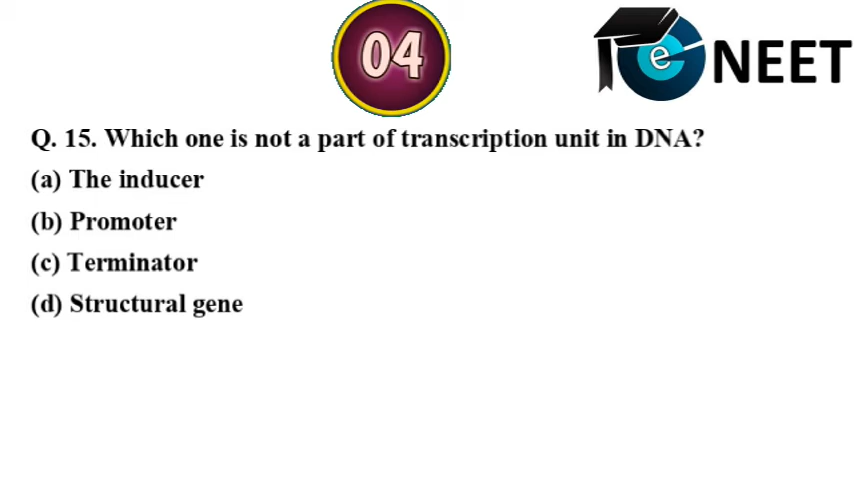 04
e NEET
Q. 15. Which one is not a part of transcription unit in DNA?
(a) The inducer
(b) Promoter
(c) Terminator
(d) Structural gene